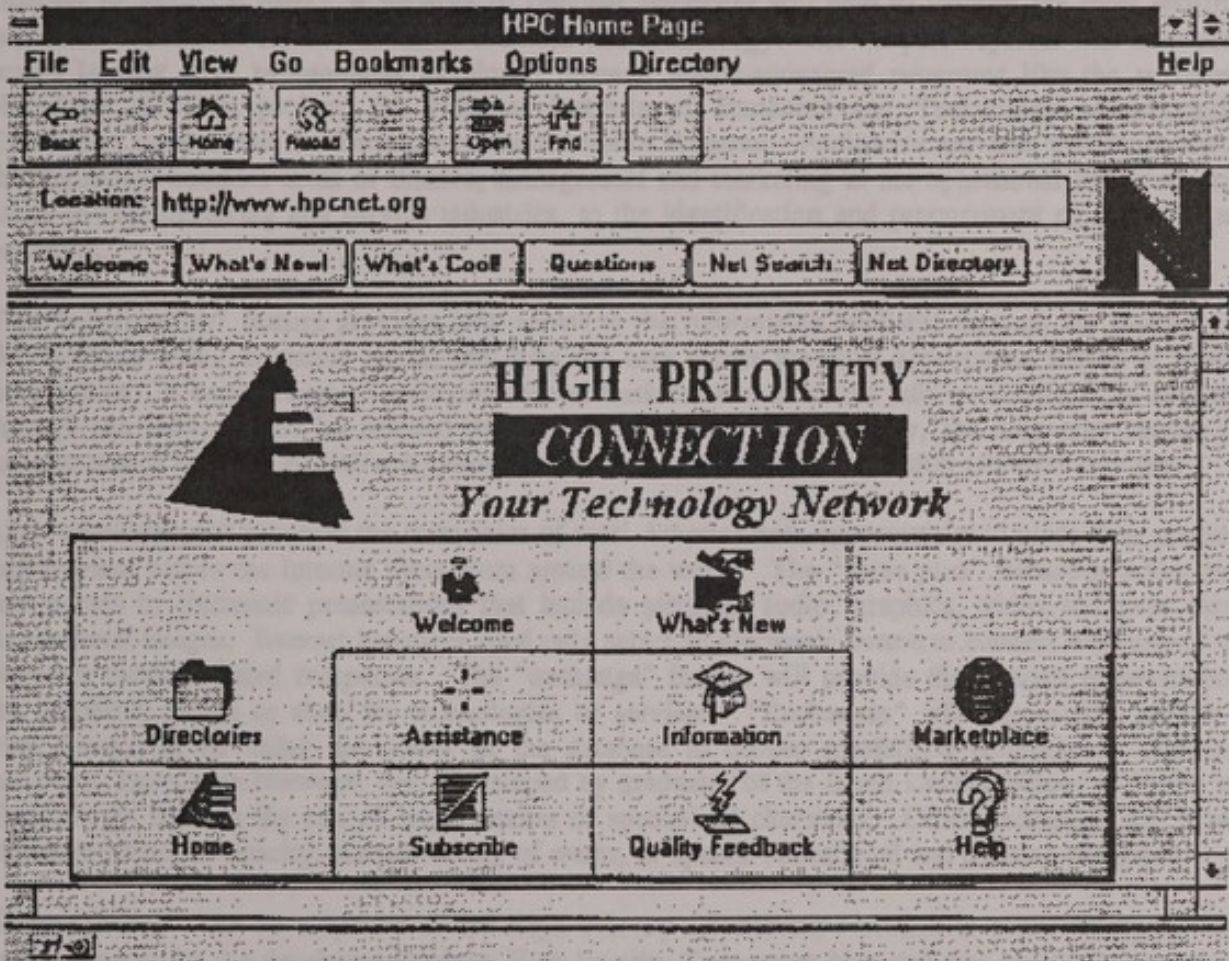 HPC Home Page
File Edit View Go Bookmarks Options Directory Help
Back Home Reload Open Find
Location: http://www.hpcnet.org
N
Welcome What's New! What's Cool! Questions Net Search Net Directory
HIGH PRIORITY
CONNECTION
Your Technology Network
Welcome What's New
Directories Assistance Information Marketplace
Home Subscribe Quality Feedback Help